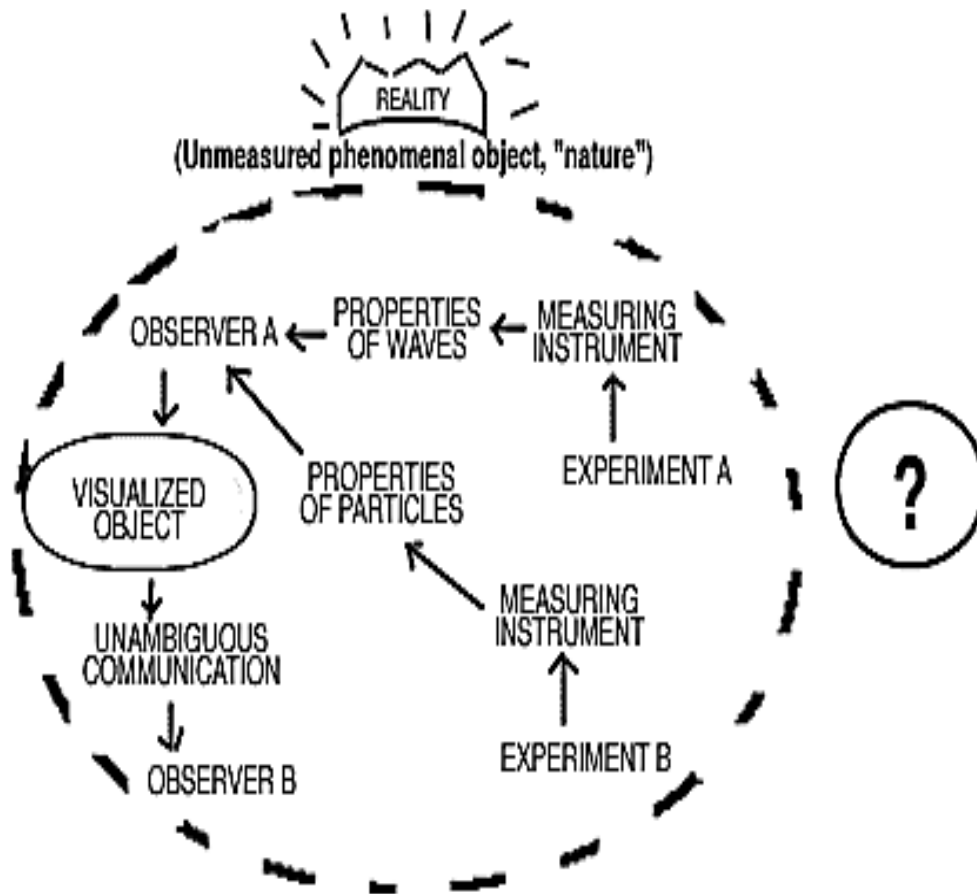 REALITY
(Unmeasured phenomenal object, "nature")
OBSERVER A
PROPERTIES
OF WAVES
MEASURING
INSTRUMENT
EXPERIMENT A
VISUALIZED
OBJECT
PROPERTIES
OF PARTICLES
?
MEASURING
INSTRUMENT
UNAMBIGUOUS
COMMUNICATION
EXPERIMENT B
OBSERVER B